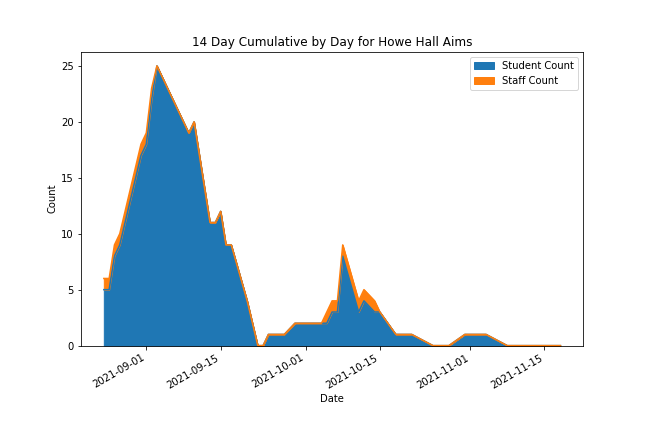 14 Day Cumulative by Day for Howe Hall Aims
Student Count
Staff Count
25
20
15
10
5
0
Count
2021-09-01
2021-09-15
2021-10-01
2021-10-15
2021-11-01
2021-11-15
Date